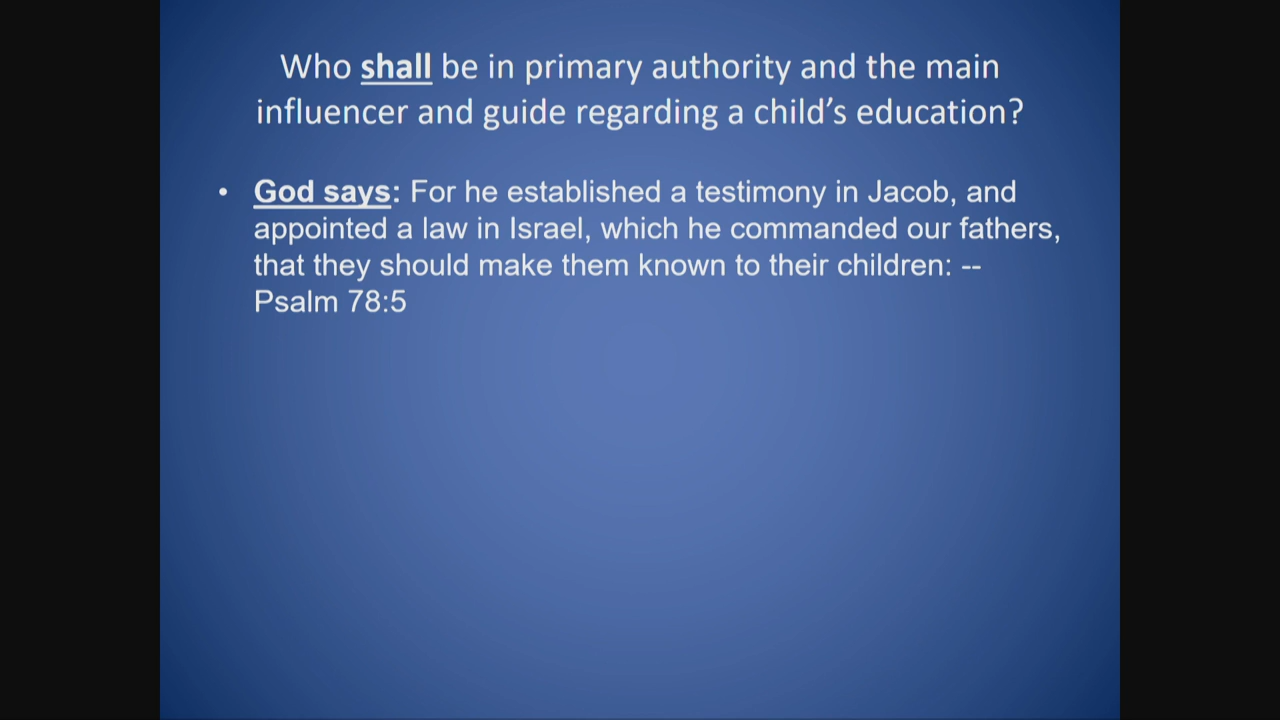 Who shall be in primary authority and the main
influencer and guide regarding a child’s education?
• God says: For he established a testimony in Jacob, and
appointed a law in Israel, which he commanded our fathers,
that they should make them known to their children: --
Psalm 78:5